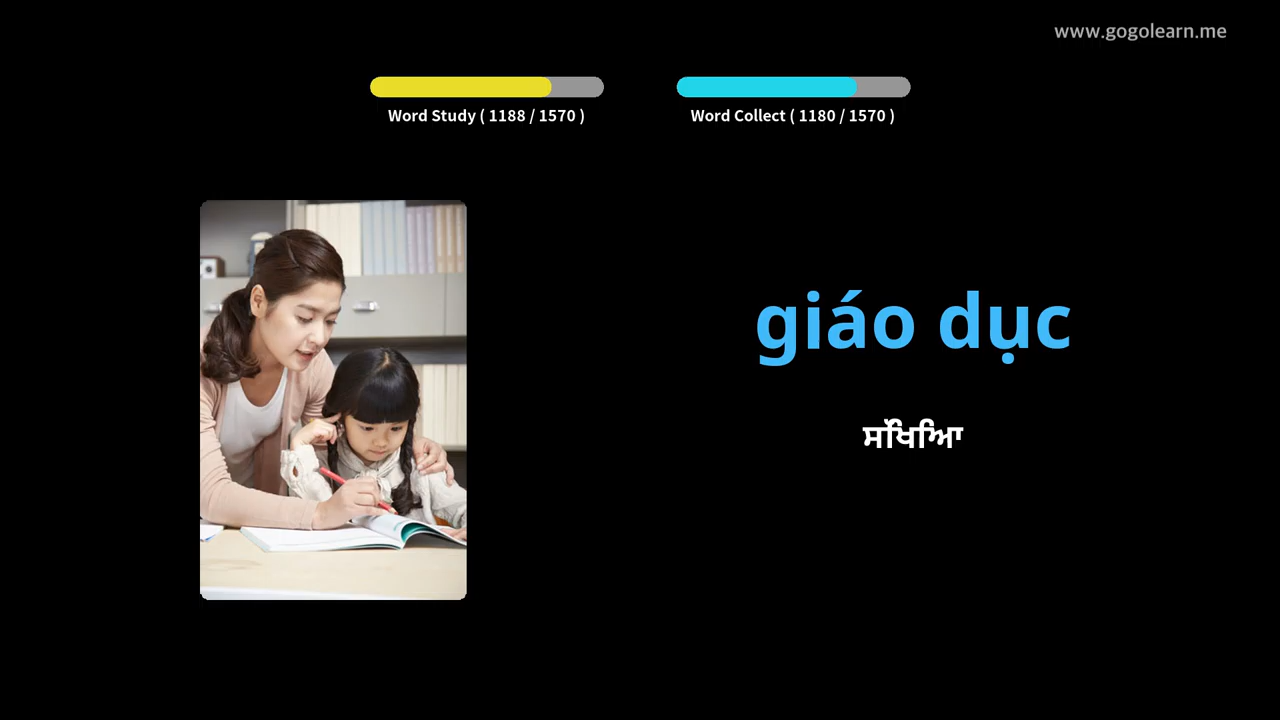 www.gogolearn.me
Word Study ( 1188 / 1570 )
Word Collect ( 1180 / 1570 )
giáo dục
ਸਿੱਖਿਆ